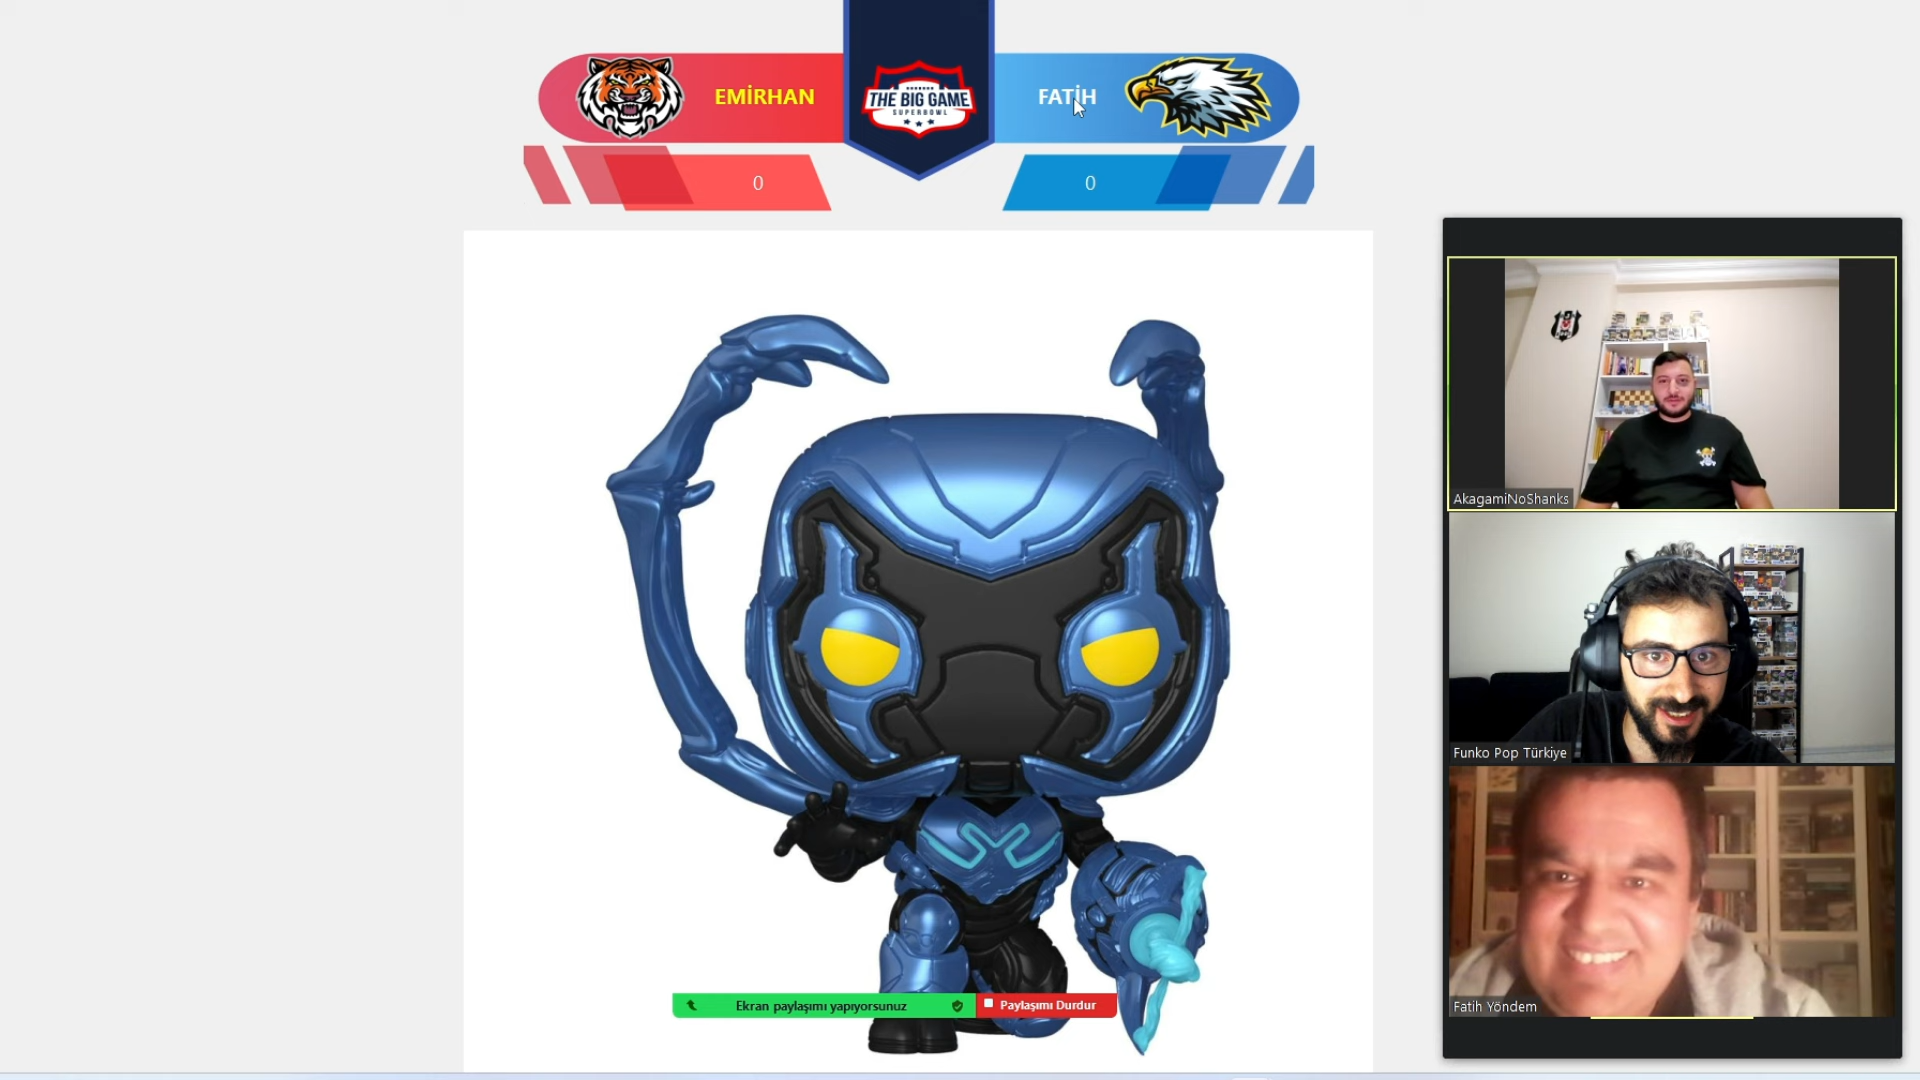 EMİRHAN
THE BIG GAME
SUPERBOWL
FATİH
0
0
AkagamiNoShanks
Funko Pop Türkiye
Fatih Yöndem
Ekran paylaşımı yapıyorsunuz
Paylaşımı Durdur